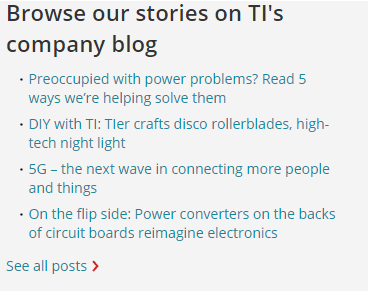 Browse our stories on TI's
company blog
· Preoccupied with power problems? Read 5
ways we’re helping solve them
· DIY with TI: TIer crafts disco rollerblades, high-
tech night light
· 5G – the next wave in connecting more people
and things
· On the flip side: Power converters on the backs
of circuit boards reimagine electronics
See all posts >